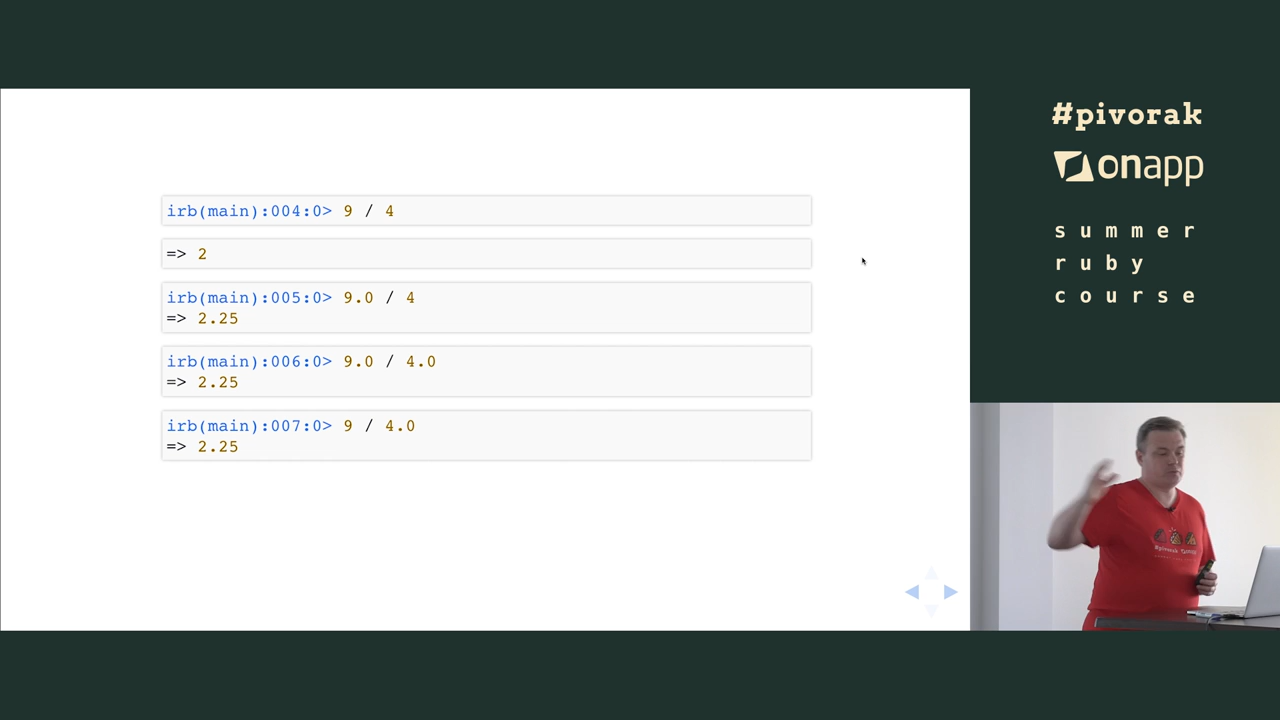 irb(main):004:0> 9 / 4
=> 2
irb(main):005:0> 9.0 / 4
=> 2.25
irb(main):006:0> 9.0 / 4.0
=> 2.25
irb(main):007:0> 9 / 4.0
=> 2.25
#pivorak
onapp
summer
ruby
course